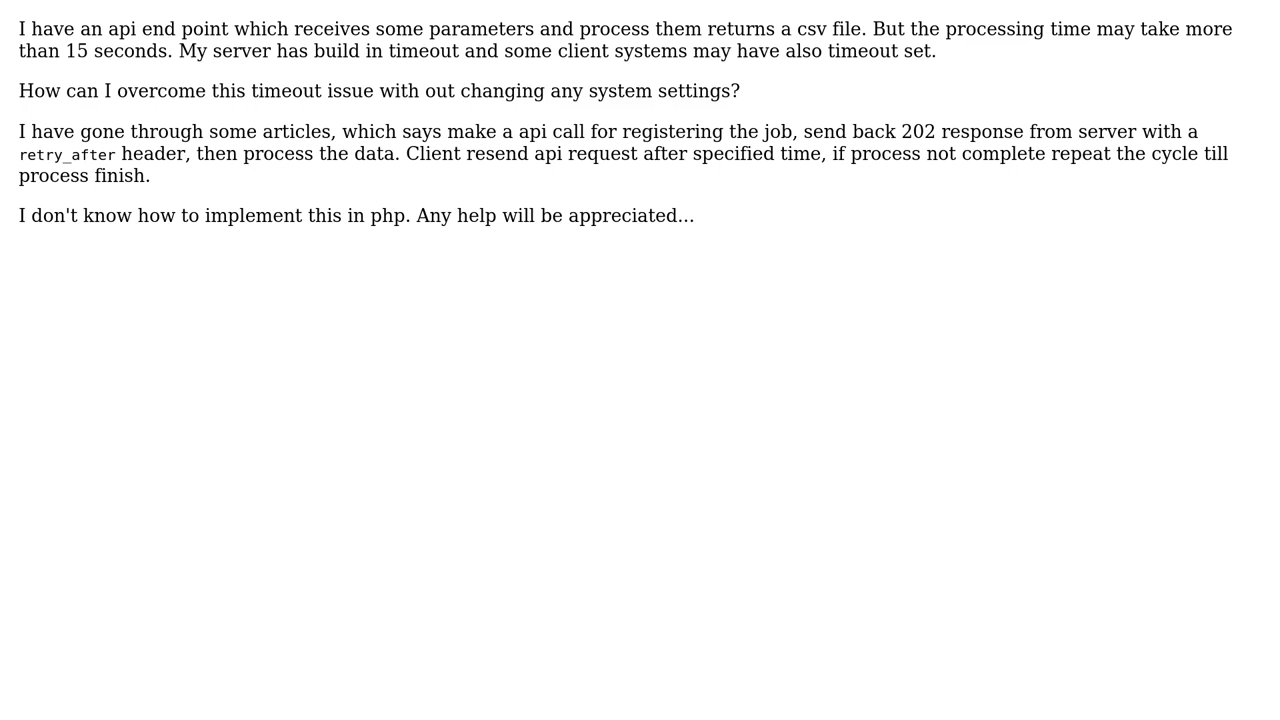 I have an api end point which receives some parameters and process them returns a csv file. But the processing time may take more
than 15 seconds. My server has build in timeout and some client systems may have also timeout set.
How can I overcome this timeout issue with out changing any system settings?
I have gone through some articles, which says make a api call for registering the job, send back 202 response from server with a
retry_after header, then process the data. Client resend api request after specified time, if process not complete repeat the cycle till
process finish.
I don't know how to implement this in php. Any help will be appreciated...